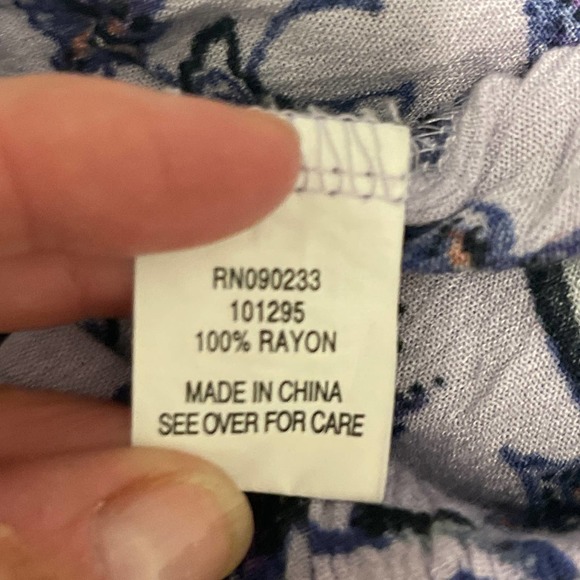 RN090233
101295
100% RAYON
MADE IN CHINA
SEE OVER FOR CARE